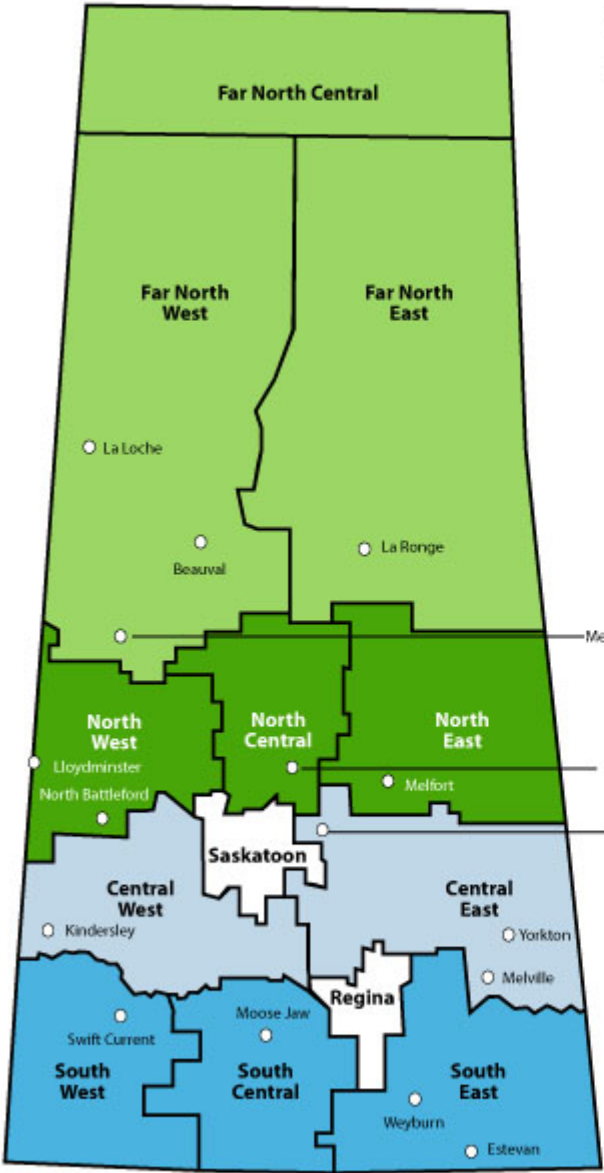 Far North Central
Far North
West
Far North
East
La Loche
Beauval
La Ronge
North
West
North
Central
North
East
Lloydminster
North Battleford
Melfort
Saskatoon
Central
West
Central
East
Kindersley
Yorkton
Melville
Regina
Moose Jaw
Swift Current
South
West
South
Central
South
East
Weyburn
Estevan